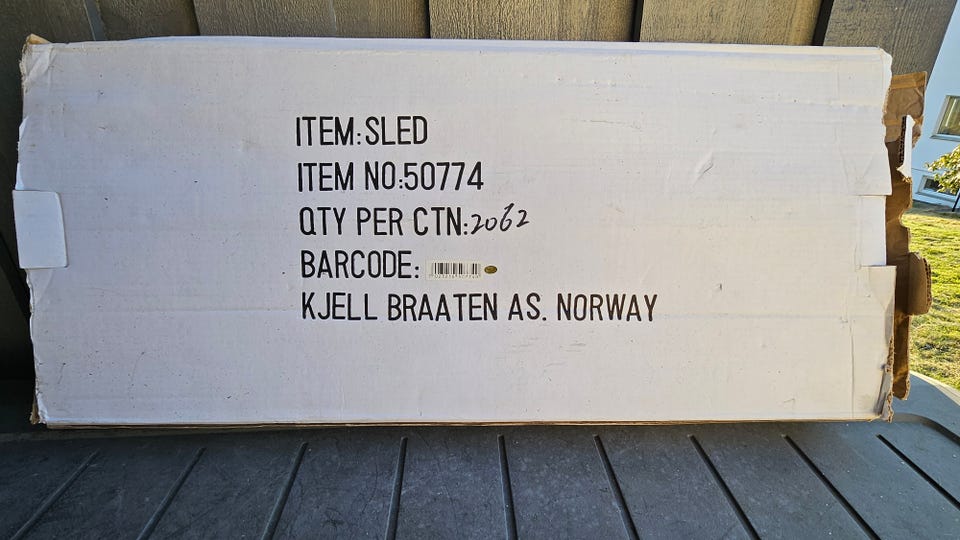 ITEM:SLED
ITEM NO:50774
QTY PER CTN:2062
BARCODE:
KJELL BRAATEN AS. NORWAY